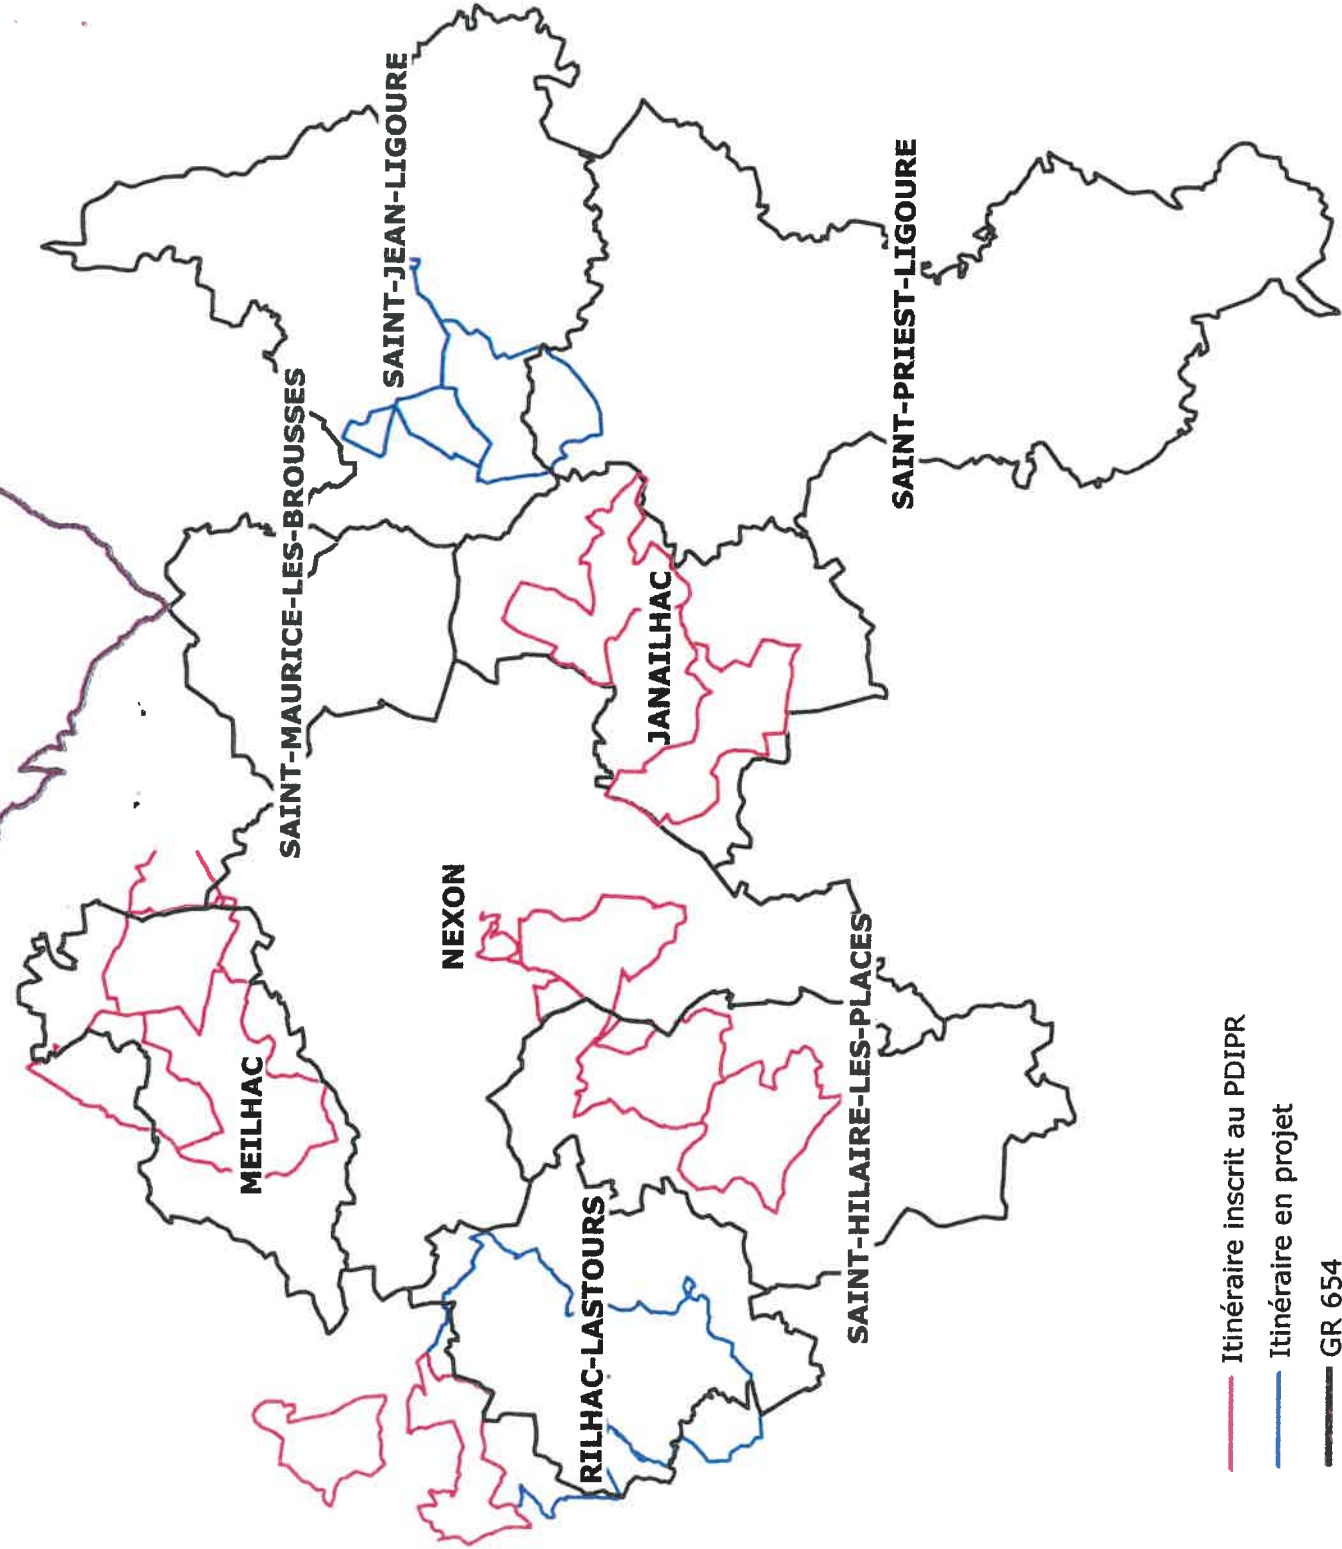 SAINT-JEAN-LIGOURE
SAINT-MAURICE-LES-BROUSSES
SAINT-PRIEST-LIGOURE
JANAILHAC
NEXON
MEILHAC
SAINT-HILAIRE-LES-PLACES
RILHAC-LASTOURS
Itinéraire inscrit au PDIPR
Itinéraire en projet
GR 654